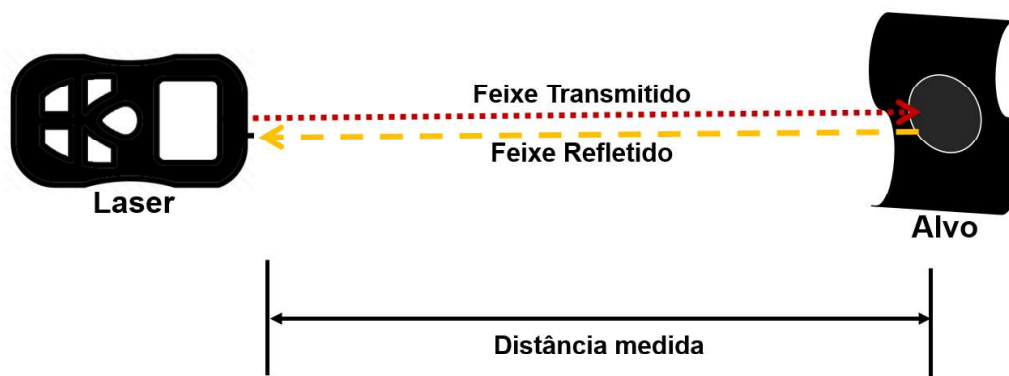 Feixe Transmitido
Feixe Refletido
Laser
Alvo
Distância medida